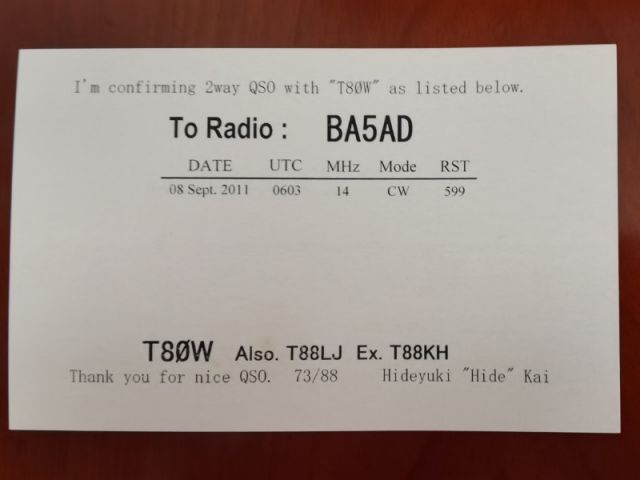 I'm confirming 2way QSO with "T8ØW" as listed below.
To Radio : BA5AD
DATE UTC MHz Mode RST
08 Sept. 2011 0603 14 CW 599
T8ØW Also. T88LJ Ex. T88KH
Thank you for nice QSO. 73/88 Hideyuki "Hide" Kai